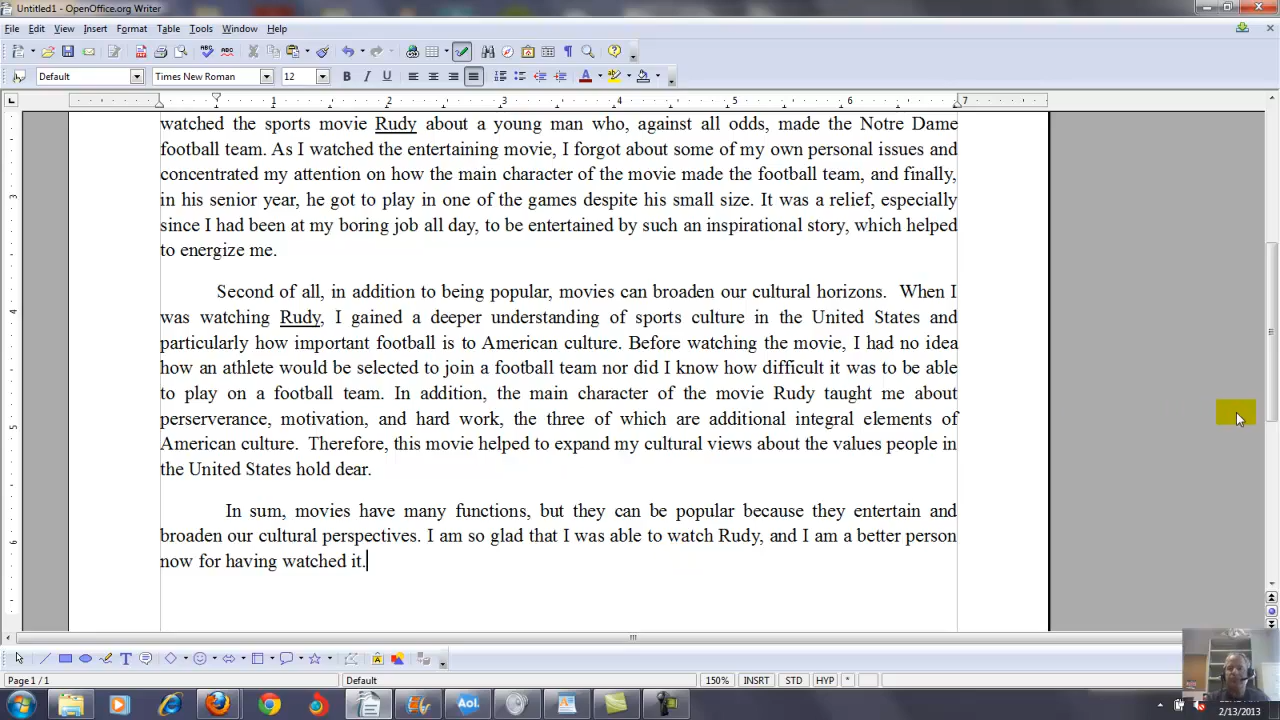 Untitled1 - OpenOffice.org Writer
File Edit View Insert Format Table Tools Window Help
Default Times New Roman 12
1 2 3 4 5 6 7
watched the sports movie Rudy about a young man who, against all odds, made the Notre Dame
football team. As I watched the entertaining movie, I forgot about some of my own personal issues and
concentrated my attention on how the main character of the movie made the football team, and finally,
in his senior year, he got to play in one of the games despite his small size. It was a relief, especially
since I had been at my boring job all day, to be entertained by such an inspirational story, which helped
to energize me.
Second of all, in addition to being popular, movies can broaden our cultural horizons. When I
was watching Rudy, I gained a deeper understanding of sports culture in the United States and
particularly how important football is to American culture. Before watching the movie, I had no idea
how an athlete would be selected to join a football team nor did I know how difficult it was to be able
to play on a football team. In addition, the main character of the movie Rudy taught me about
perserverance, motivation, and hard work, the three of which are additional integral elements of
American culture. Therefore, this movie helped to expand my cultural views about the values people in
the United States hold dear.
In sum, movies have many functions, but they can be popular because they entertain and
broaden our cultural perspectives. I am so glad that I was able to watch Rudy, and I am a better person
now for having watched it.
Page 1 / 1 Default 150% INSRT STD HYP *
Aol.
2/13/2013